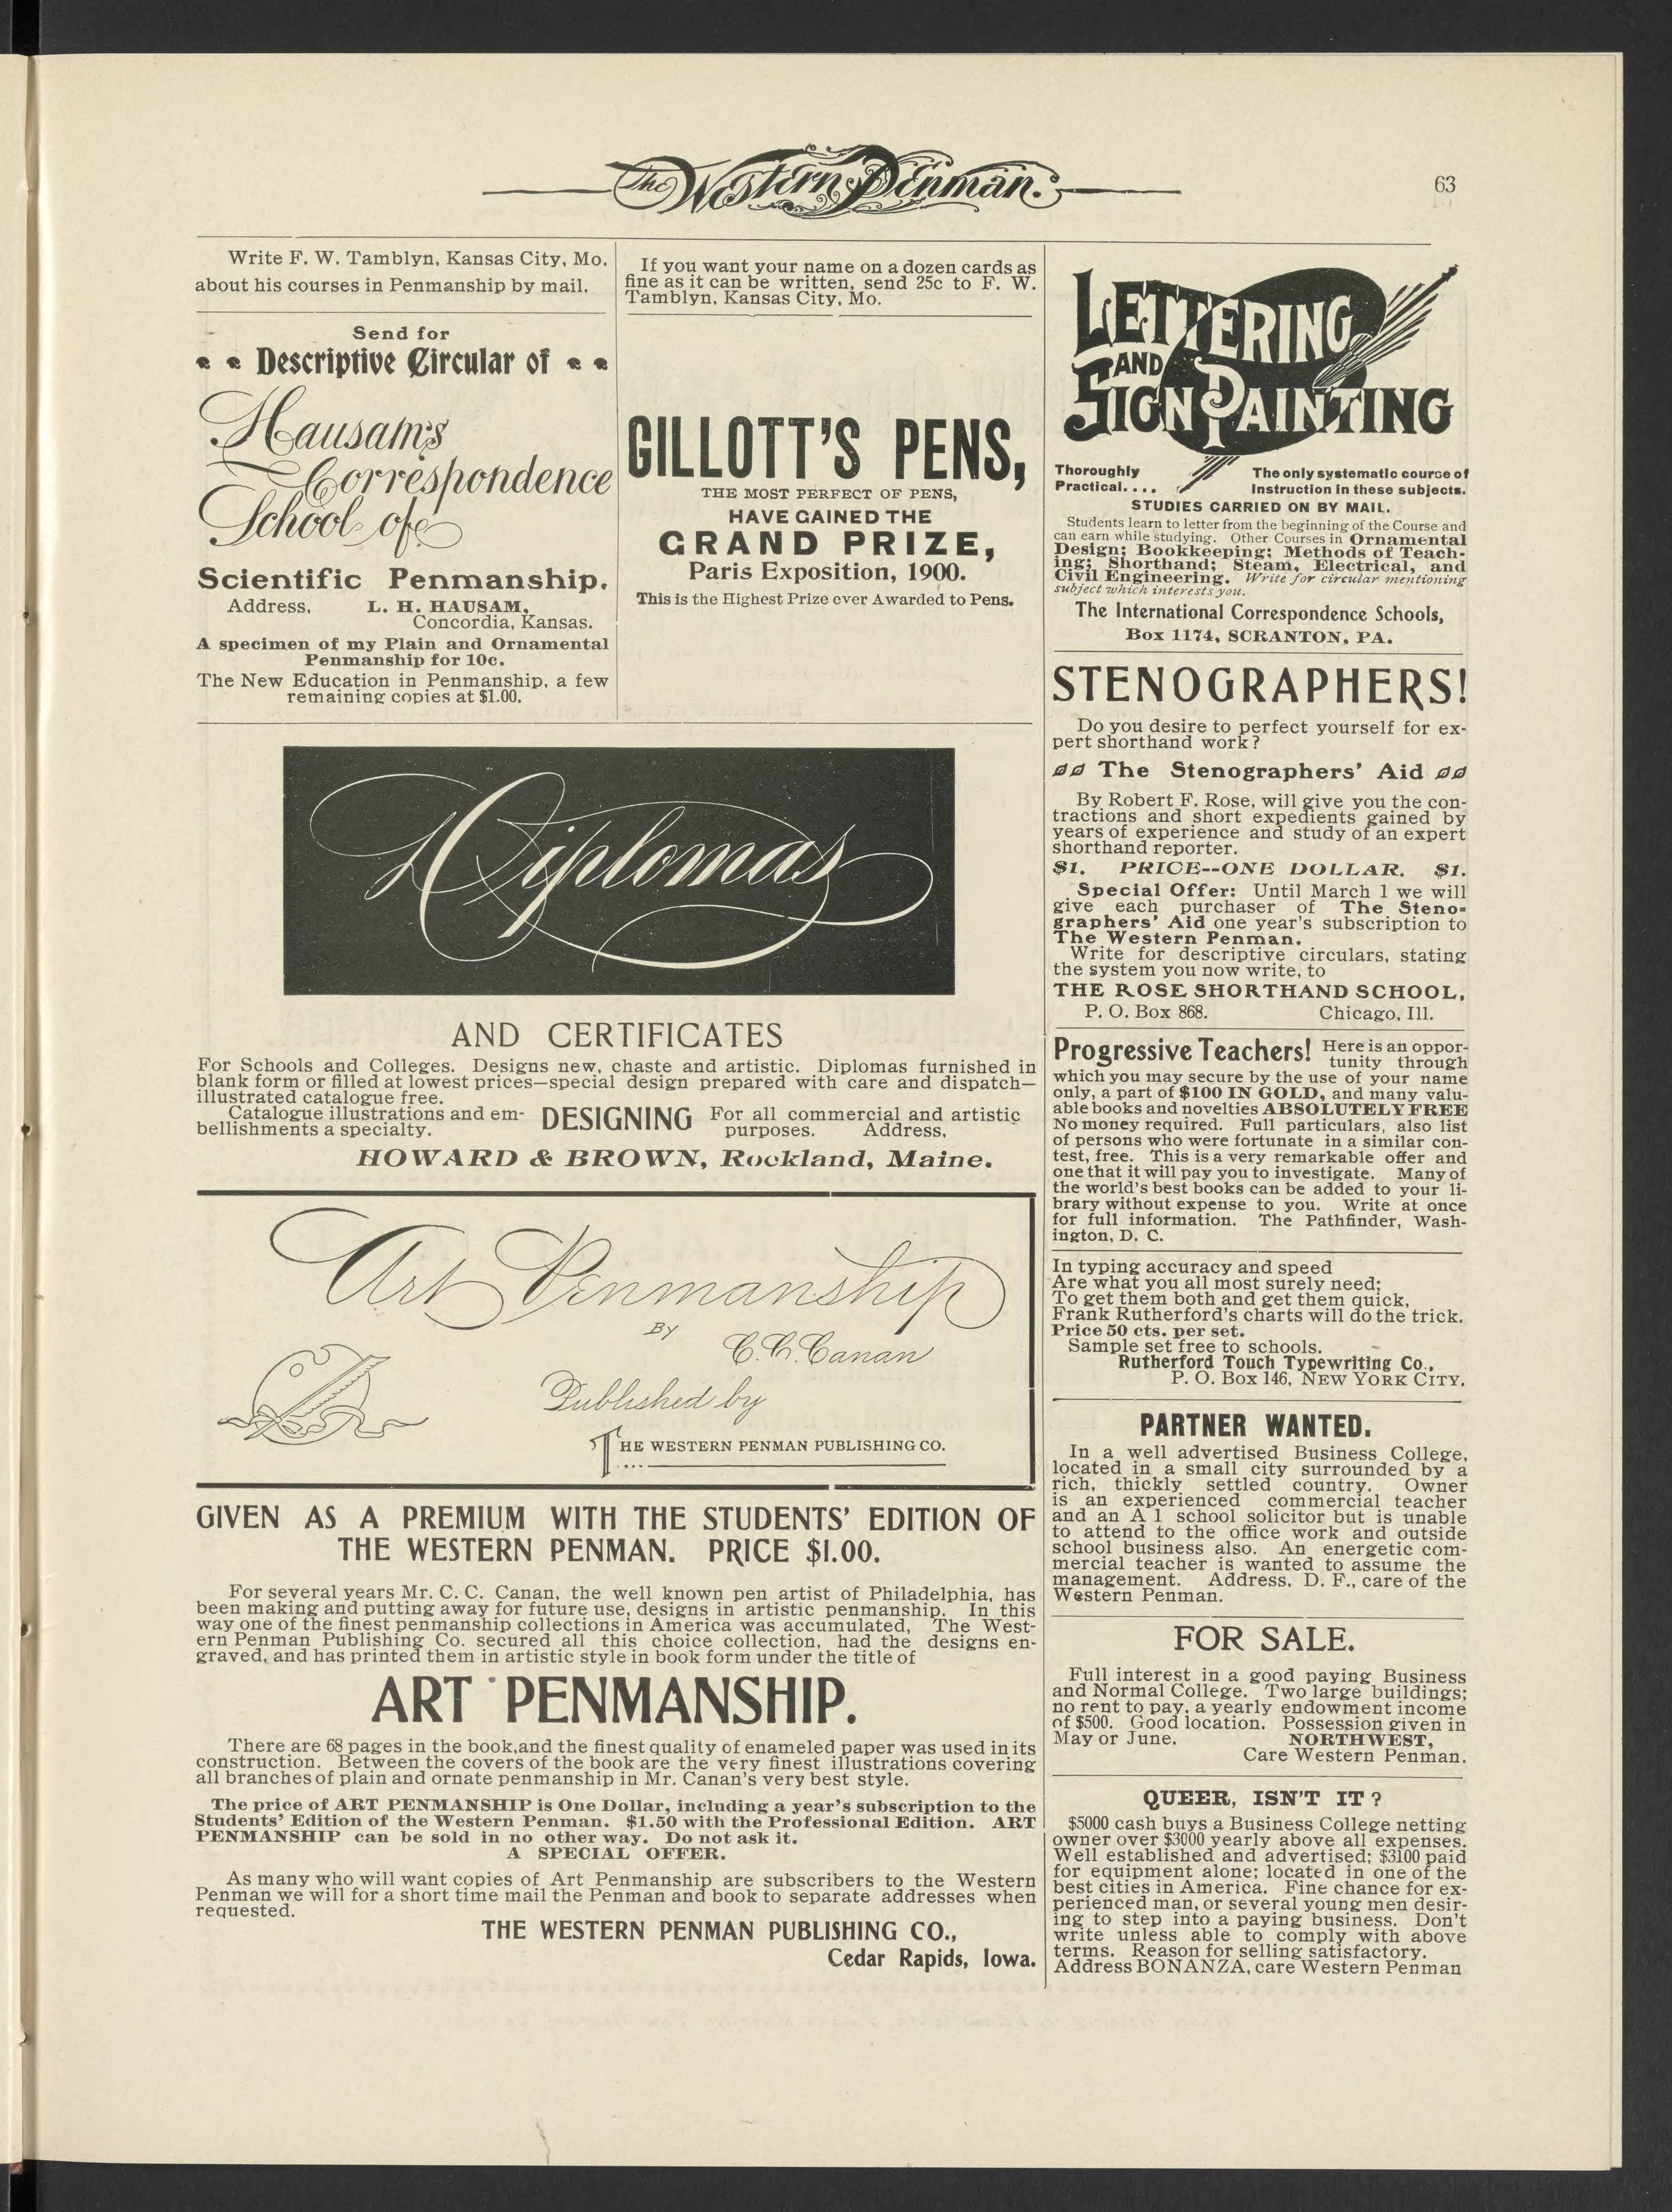 The Western Penman.
63
Write F. W. Tamblyn, Kansas City, Mo.
about his courses in Penmanship by mail.
Send for
Descriptive Circular of
Hausam's
Correspondence
School of
Scientific Penmanship.
Address, L. H. HAUSAM,
Concordia, Kansas.
A specimen of my Plain and Ornamental
Penmanship for 10c.
The New Education in Penmanship, a few
remaining copies at $1.00.
If you want your name on a dozen cards as
fine as it can be written, send 25c to F. W.
Tamblyn, Kansas City, Mo.
GILLOTT'S PENS,
THE MOST PERFECT OF PENS,
HAVE GAINED THE
GRAND PRIZE,
Paris Exposition, 1900.
This is the Highest Prize ever Awarded to Pens.
Diplomas
AND CERTIFICATES
For Schools and Colleges. Designs new, chaste and artistic. Diplomas furnished in
blank form or filled at lowest prices—special design prepared with care and dispatch—
illustrated catalogue free.
Catalogue illustrations and em- DESIGNING For all commercial and artistic
bellishments a specialty. purposes. Address,
HOWARD & BROWN, Rockland, Maine.
Art Penmanship
BY
C. C. Canan
Published by
THE WESTERN PENMAN PUBLISHING CO.
GIVEN AS A PREMIUM WITH THE STUDENTS' EDITION OF
THE WESTERN PENMAN. PRICE $1.00.
For several years Mr. C. C. Canan, the well known pen artist of Philadelphia, has
been making and putting away for future use, designs in artistic penmanship. In this
way one of the finest penmanship collections in America was accumulated, The West-
ern Penman Publishing Co. secured all this choice collection, had the designs en-
graved, and has printed them in artistic style in book form under the title of
ART PENMANSHIP.
There are 68 pages in the book,and the finest quality of enameled paper was used in its
construction. Between the covers of the book are the very finest illustrations covering
all branches of plain and ornate penmanship in Mr. Canan's very best style.
The price of ART PENMANSHIP is One Dollar, including a year's subscription to the
Students' Edition of the Western Penman. $1.50 with the Professional Edition. ART
PENMANSHIP can be sold in no other way. Do not ask it.
A SPECIAL OFFER.
As many who will want copies of Art Penmanship are subscribers to the Western
Penman we will for a short time mail the Penman and book to separate addresses when
requested.
THE WESTERN PENMAN PUBLISHING CO.,
Cedar Rapids, Iowa.
LETTERING
AND
SIGN PAINTING
Thoroughly The only systematic course of
Practical.... Instruction in these subjects.
STUDIES CARRIED ON BY MAIL.
Students learn to letter from the beginning of the Course and
can earn while studying. Other Courses in Ornamental
Design; Bookkeeping; Methods of Teach-
ing; Shorthand; Steam, Electrical, and
Civil Engineering. Write for circular mentioning
subject which interests you.
The International Correspondence Schools,
Box 1174, SCRANTON, PA.
STENOGRAPHERS!
Do you desire to perfect yourself for ex-
pert shorthand work?
The Stenographers' Aid
By Robert F. Rose, will give you the con-
tractions and short expedients gained by
years of experience and study of an expert
shorthand reporter.
$1. PRICE--ONE DOLLAR. $1.
Special Offer: Until March 1 we will
give each purchaser of The Steno-
graphers' Aid one year's subscription to
The Western Penman.
Write for descriptive circulars, stating
the system you now write, to
THE ROSE SHORTHAND SCHOOL,
P. O. Box 868. Chicago, Ill.
Progressive Teachers! Here is an oppor-
tunity through
which you may secure by the use of your name
only, a part of $100 IN GOLD, and many valu-
able books and novelties ABSOLUTELY FREE
No money required. Full particulars, also list
of persons who were fortunate in a similar con-
test, free. This is a very remarkable offer and
one that it will pay you to investigate. Many of
the world's best books can be added to your li-
brary without expense to you. Write at once
for full information. The Pathfinder, Wash-
ington, D. C.
In typing accuracy and speed
Are what you all most surely need;
To get them both and get them quick,
Frank Rutherford's charts will do the trick.
Price 50 cts. per set.
Sample set free to schools.
Rutherford Touch Typewriting Co.,
P. O. Box 146, NEW YORK CITY.
PARTNER WANTED.
In a well advertised Business College,
located in a small city surrounded by a
rich, thickly settled country. Owner
is an experienced commercial teacher
and an A 1 school solicitor but is unable
to attend to the office work and outside
school business also. An energetic com-
mercial teacher is wanted to assume the
management. Address, D. F., care of the
Western Penman.
FOR SALE.
Full interest in a good paying Business
and Normal College. Two large buildings;
no rent to pay, a yearly endowment income
of $500. Good location. Possession given in
May or June. NORTHWEST,
Care Western Penman.
QUEER, ISN'T IT?
$5000 cash buys a Business College netting
owner over $3000 yearly above all expenses.
Well established and advertised; $3100 paid
for equipment alone; located in one of the
best cities in America. Fine chance for ex-
perienced man, or several young men desir-
ing to step into a paying business. Don't
write unless able to comply with above
terms. Reason for selling satisfactory.
Address BONANZA, care Western Penman